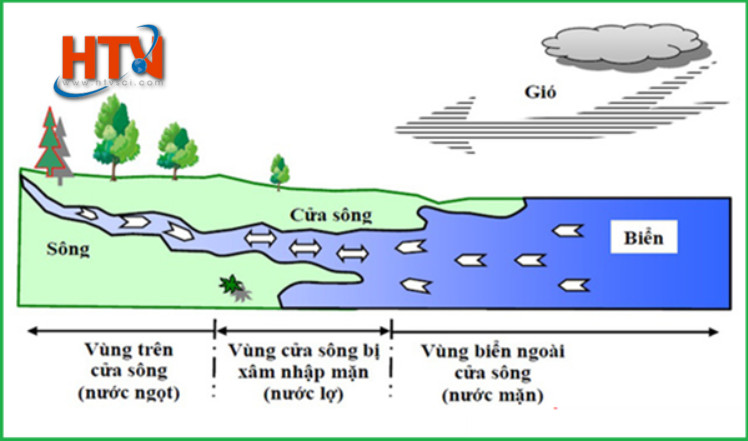 HTV
www.htvsci.com
Gió
Cửa sông
Sông
Biển
Vùng trên
cửa sông
(nước ngọt)
Vùng cửa sông bị
xâm nhập mặn
(nước lợ)
Vùng biển ngoài
cửa sông
(nước mặn)